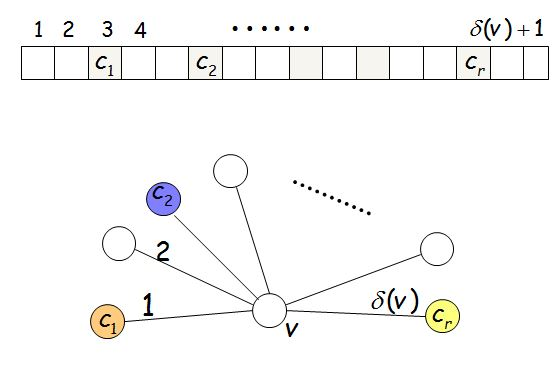 1 2 3 4 ...... δ(v) + 1
c₁ c₂ cᵣ
c₂
2
c₁ 1 v δ(v) cᵣ